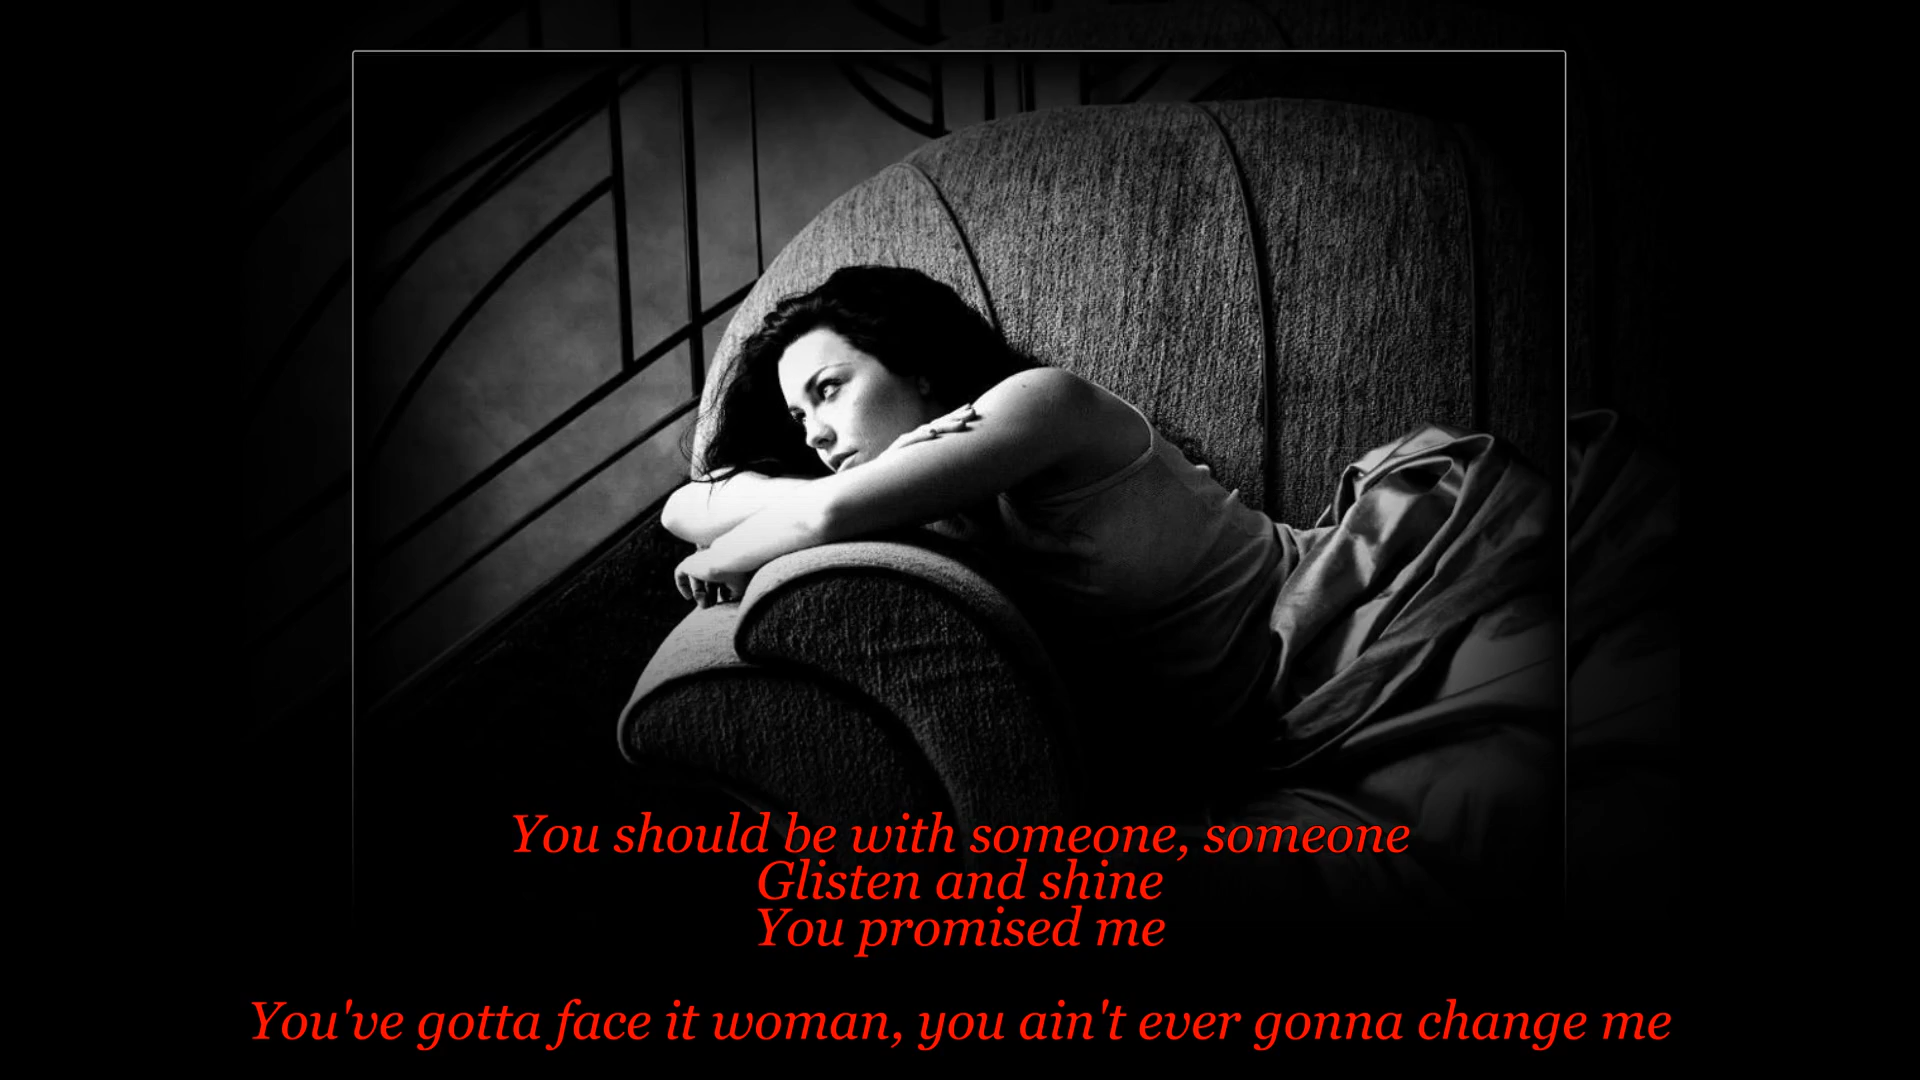 You should be with someone, someone
Glisten and shine
You promised me
You've gotta face it woman, you ain't ever gonna change me